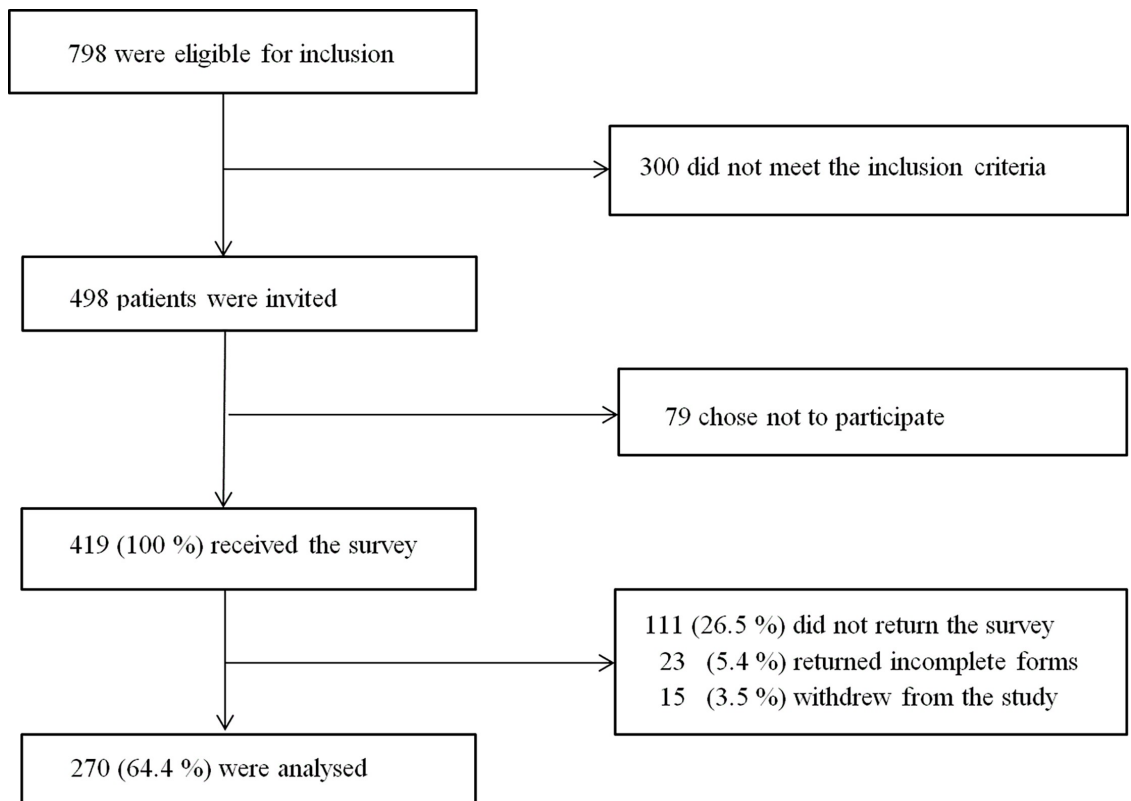 798 were eligible for inclusion
300 did not meet the inclusion criteria
498 patients were invited
79 chose not to participate
419 (100 %) received the survey
111 (26.5 %) did not return the survey
23 (5.4 %) returned incomplete forms
15 (3.5 %) withdrew from the study
270 (64.4 %) were analysed